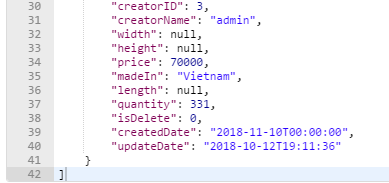 30 "creatorID": 3,
31 "creatorName": "admin",
32 "width": null,
33 "height": null,
34 "price": 70000,
35 "madeIn": "Vietnam",
36 "length": null,
37 "quantity": 331,
38 "isDelete": 0,
39 "createdDate": "2018-11-10T00:00:00",
40 "updateDate": "2018-10-12T19:11:36"
41 }
42 ]